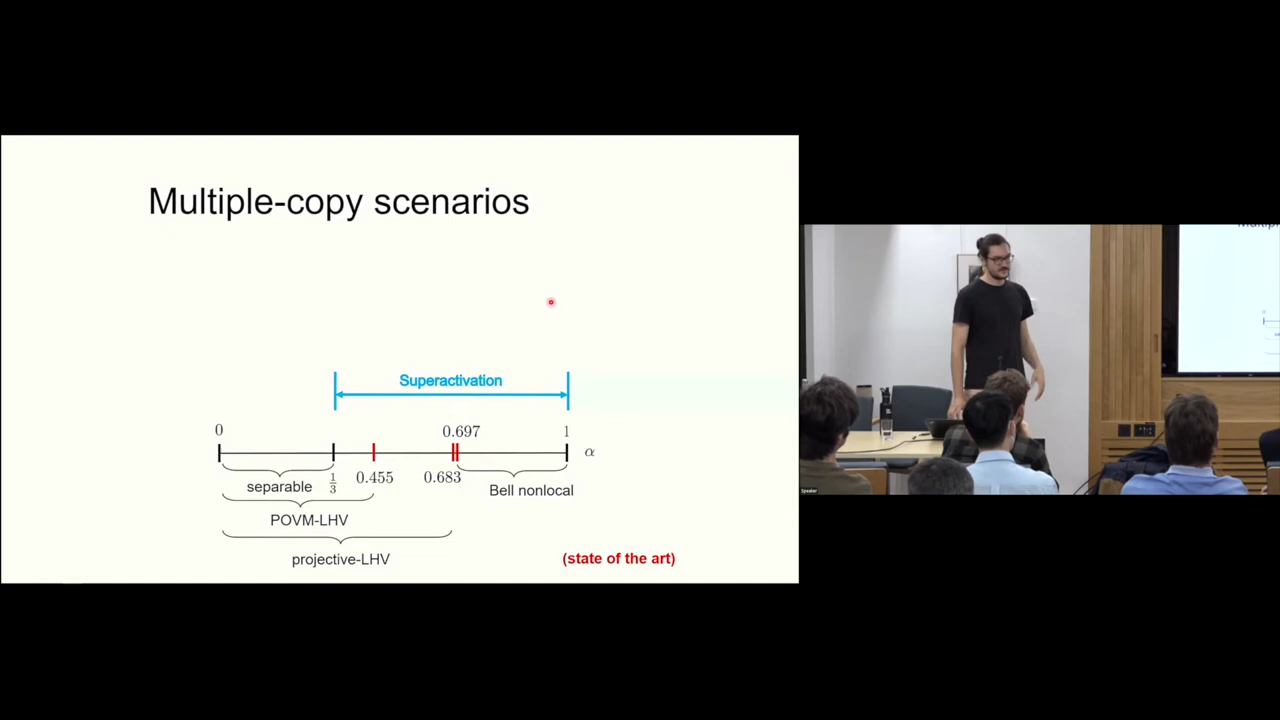 Multiple-copy scenarios
Superactivation
0
0.697
1
α
separable
1/3
0.455
0.683
Bell nonlocal
POVM-LHV
projective-LHV
(state of the art)
Speaker